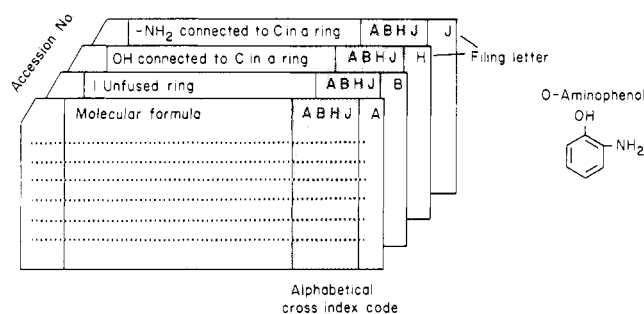 Accession No.
-NH2 connected to C in a ring ABHJ J
OH connected to C in a ring ABHJ H
Filing letter
1 Unfused ring ABHJ B
Molecular formula ABHJ A
O-Aminophenol
OH
NH2
Alphabetical
cross index code